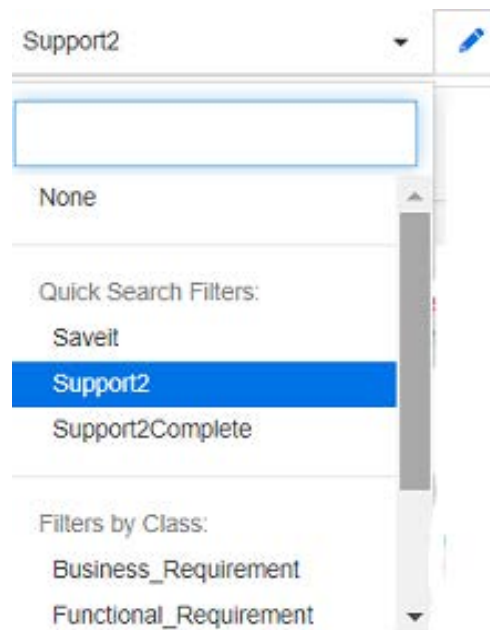 Support2
None
Quick Search Filters:
Saveit
Support2
Support2Complete
Filters by Class:
Business_Requirement
Functional_Requirement